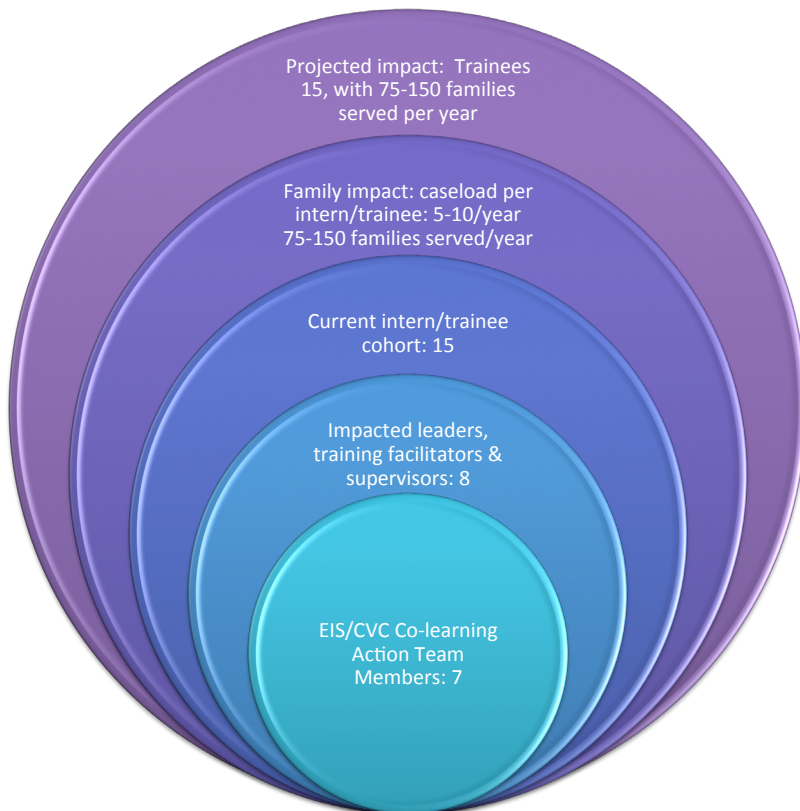 Projected impact: Trainees
15, with 75-150 families
served per year
Family impact: caseload per
intern/trainee: 5-10/year
75-150 families served/year
Current intern/trainee
cohort: 15
Impacted leaders,
training facilitators &
supervisors: 8
EIS/CVC Co-learning
Action Team
Members: 7